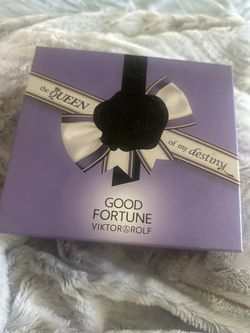 the QUEEN
of my destiny
GOOD
FORTUNE
VIKTOR&ROLF